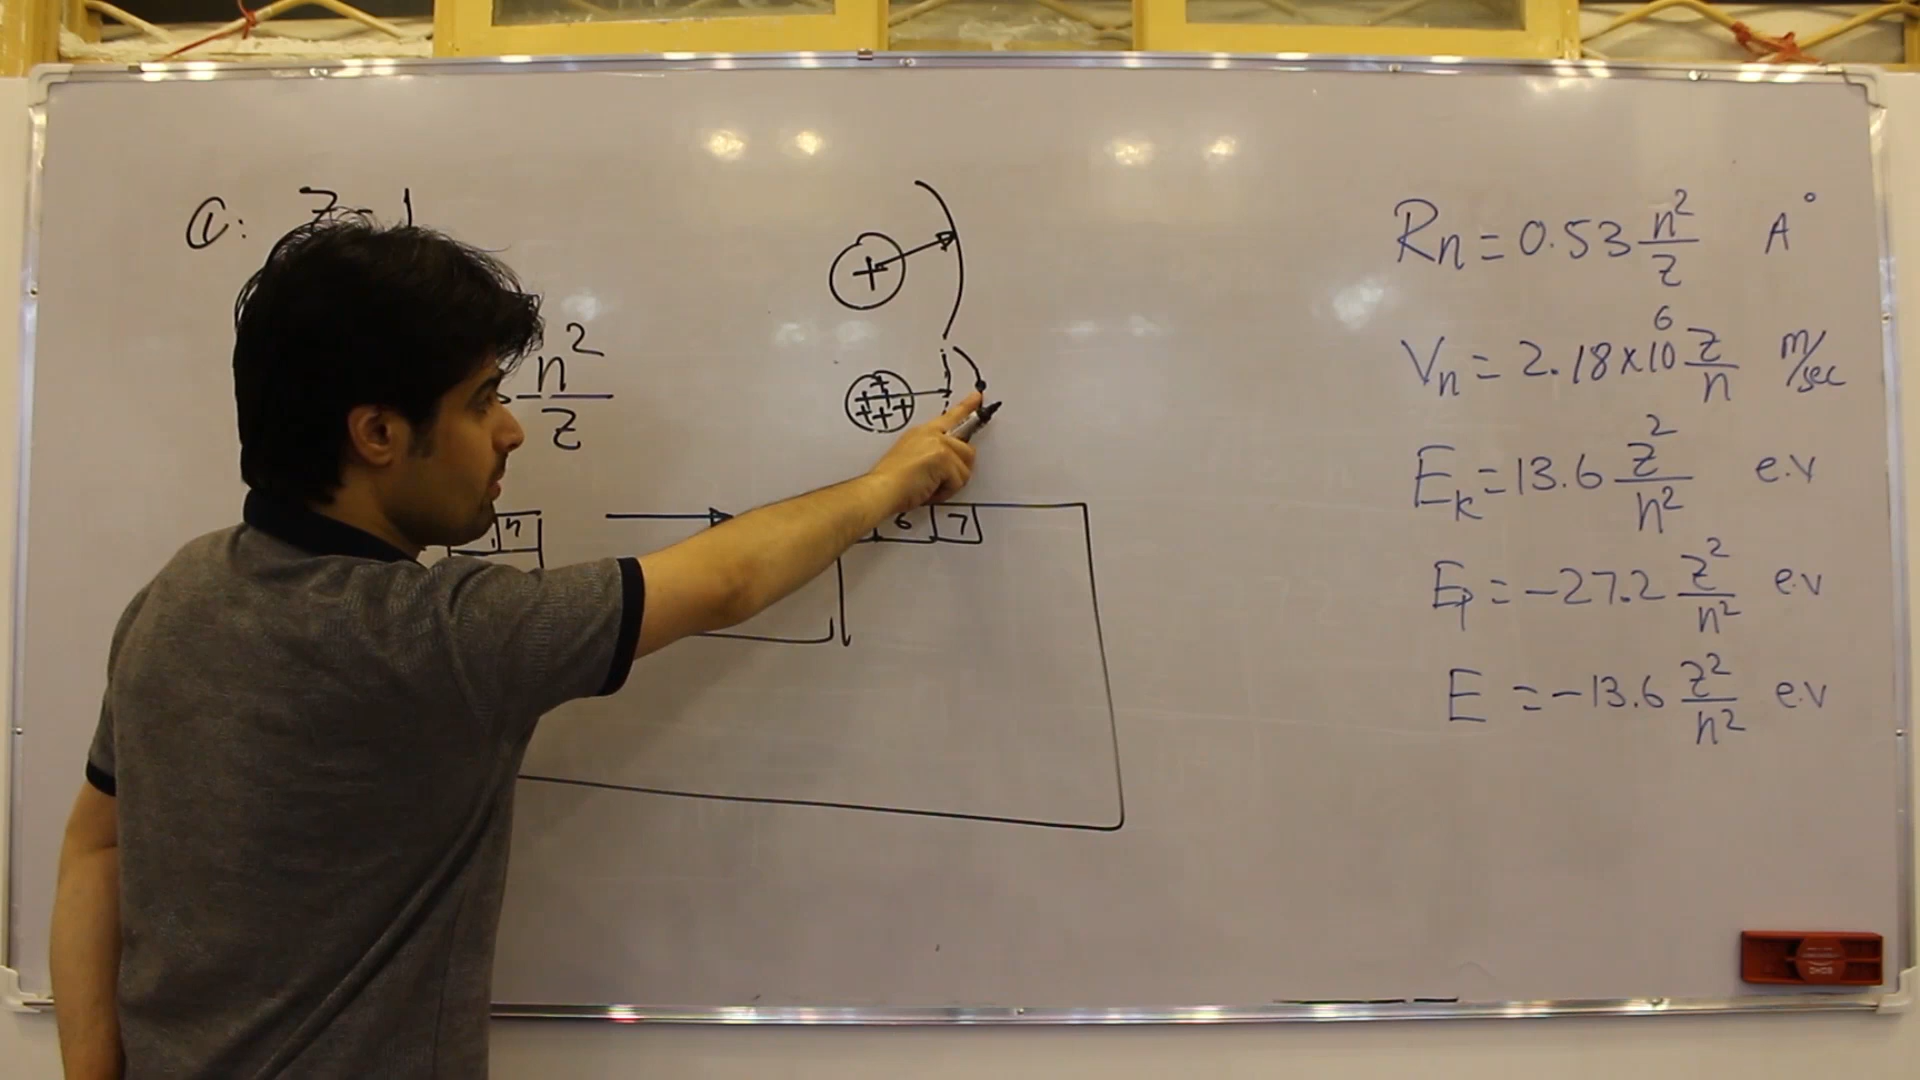 ①: Z-1
n²/Z
+
+ + + + +
6 7
Rn = 0.53 n²/Z A°
Vn = 2.18×10⁶ Z/n m/sec
EK = 13.6 Z²/n² e.v
EP = -27.2 Z²/n² e.v
E = -13.6 Z²/n² e.v